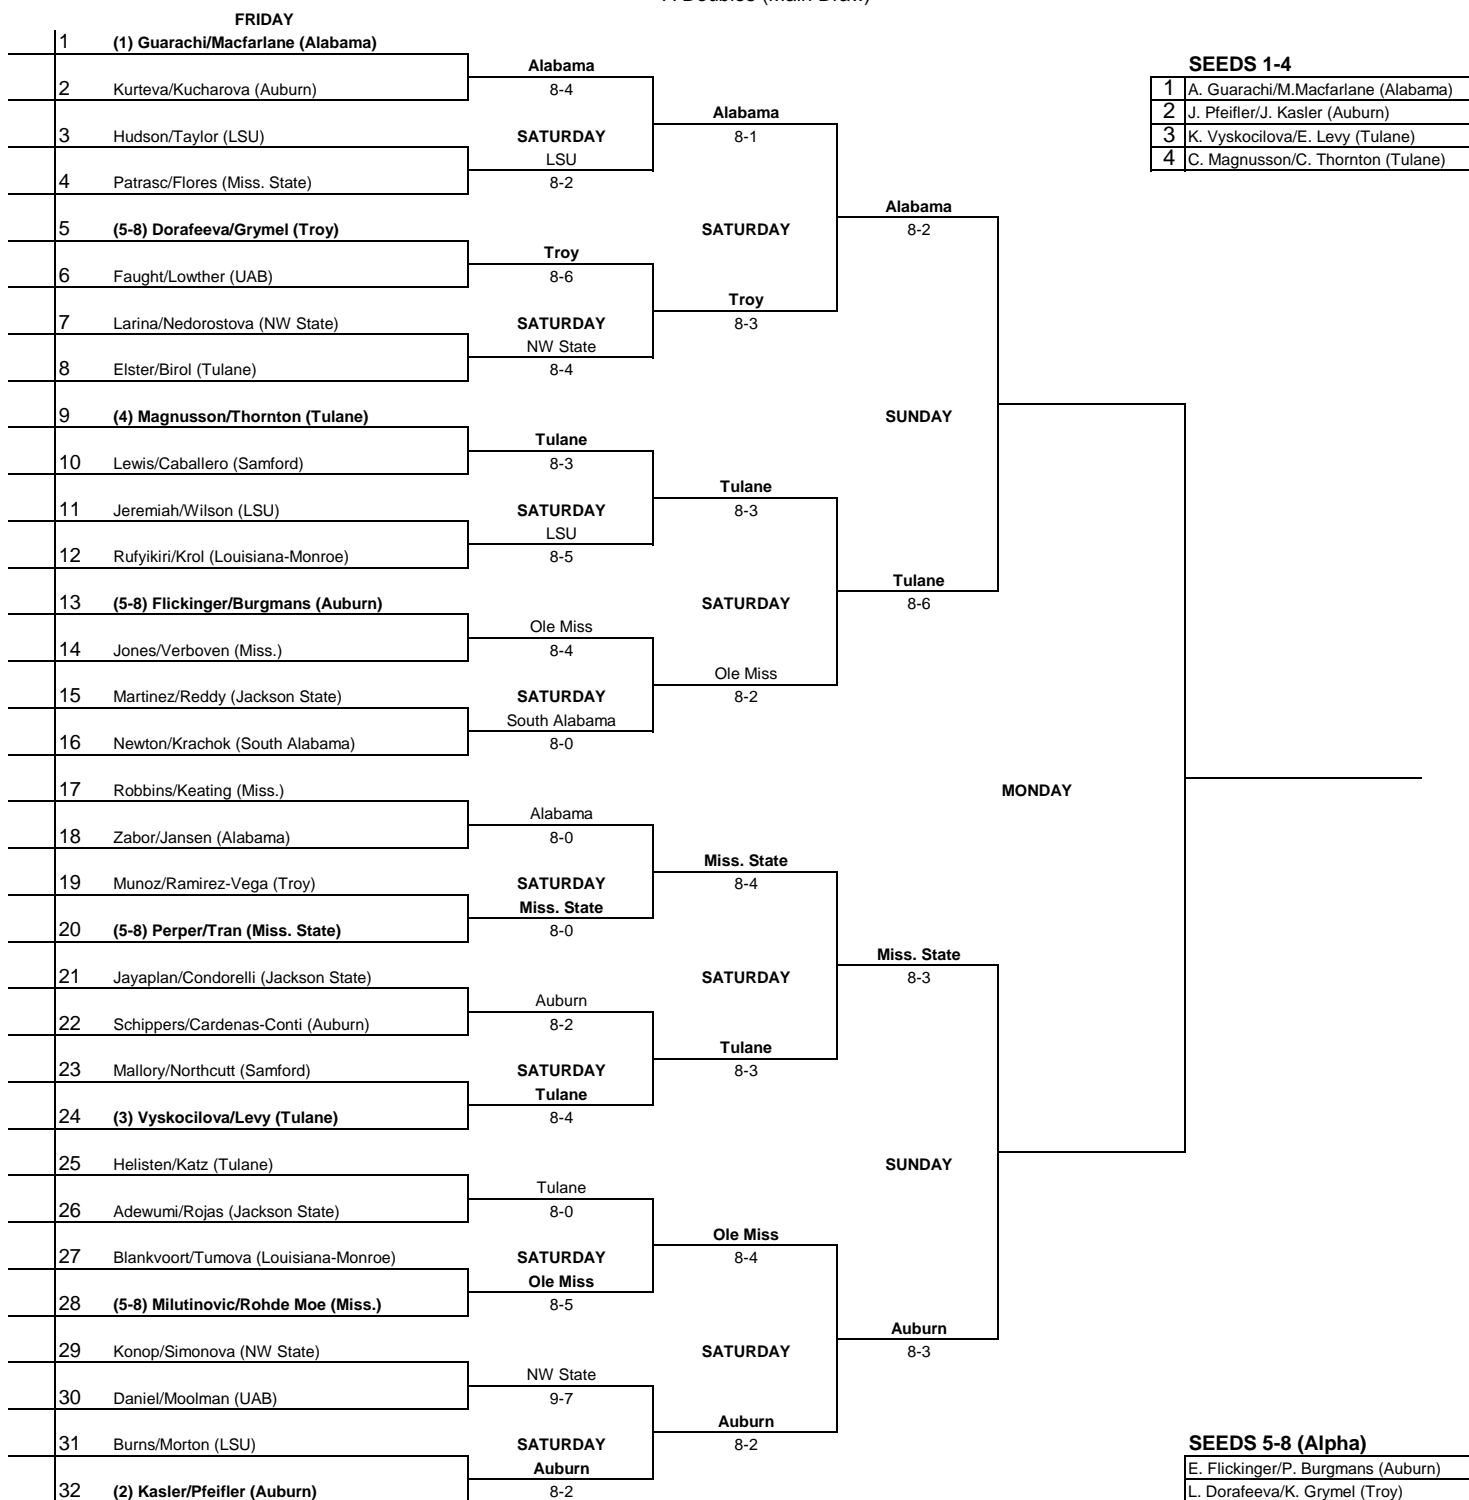 FRIDAY
1 (1) Guarachi/Macfarlane (Alabama)
Alabama
SEEDS 1-4
2 Kurteva/Kucharova (Auburn)
8-4
1 A. Guarachi/M.Macfarlane (Alabama)
Alabama
2 J. Pfeifler/J. Kasler (Auburn)
3 Hudson/Taylor (LSU)
SATURDAY
8-1
3 K. Vyskocilova/E. Levy (Tulane)
LSU
4 C. Magnusson/C. Thornton (Tulane)
4 Patrasc/Flores (Miss. State)
8-2
Alabama
5 (5-8) Dorafeeva/Grymel (Troy)
SATURDAY
8-2
Troy
6 Faught/Lowther (UAB)
8-6
Troy
7 Larina/Nedorostova (NW State)
SATURDAY
8-3
NW State
8 Elster/Birol (Tulane)
8-4
9 (4) Magnusson/Thornton (Tulane)
SUNDAY
Tulane
10 Lewis/Caballero (Samford)
8-3
Tulane
11 Jeremiah/Wilson (LSU)
SATURDAY
8-3
LSU
12 Rufyikiri/Krol (Louisiana-Monroe)
8-5
Tulane
13 (5-8) Flickinger/Burgmans (Auburn)
SATURDAY
8-6
Ole Miss
14 Jones/Verboven (Miss.)
8-4
Ole Miss
15 Martinez/Reddy (Jackson State)
SATURDAY
8-2
South Alabama
16 Newton/Krachok (South Alabama)
8-0
17 Robbins/Keating (Miss.)
MONDAY
Alabama
18 Zabor/Jansen (Alabama)
8-0
Miss. State
19 Munoz/Ramirez-Vega (Troy)
SATURDAY
8-4
Miss. State
20 (5-8) Perper/Tran (Miss. State)
8-0
Miss. State
21 Jayaplan/Condorelli (Jackson State)
SATURDAY
8-3
Auburn
22 Schippers/Cardenas-Conti (Auburn)
8-2
Tulane
23 Mallory/Northcutt (Samford)
SATURDAY
8-3
Tulane
24 (3) Vyskocilova/Levy (Tulane)
8-4
25 Helisten/Katz (Tulane)
SUNDAY
Tulane
26 Adewumi/Rojas (Jackson State)
8-0
Ole Miss
27 Blankvoort/Tumova (Louisiana-Monroe)
SATURDAY
8-4
Ole Miss
28 (5-8) Milutinovic/Rohde Moe (Miss.)
8-5
Auburn
29 Konop/Simonova (NW State)
SATURDAY
8-3
NW State
30 Daniel/Moolman (UAB)
9-7
Auburn
31 Burns/Morton (LSU)
SATURDAY
8-2
SEEDS 5-8 (Alpha)
Auburn
E. Flickinger/P. Burgmans (Auburn)
32 (2) Kasler/Pfeifler (Auburn)
8-2
L. Dorafeeva/K. Grymel (Troy)